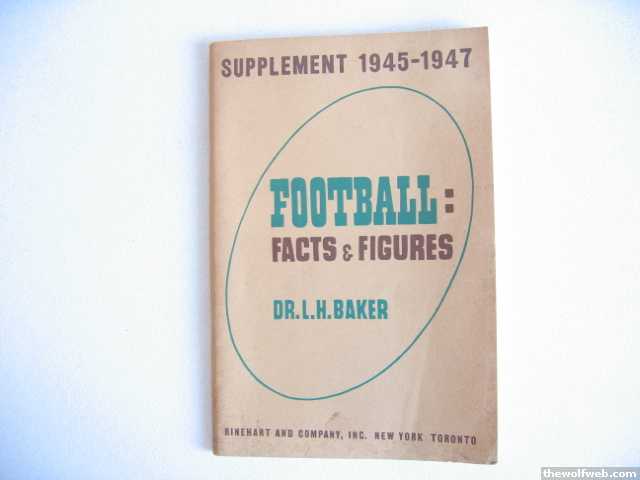 SUPPLEMENT 1945-1947
FOOTBALL:
FACTS & FIGURES
DR. L. H. BAKER
RINEHART AND COMPANY, INC. NEW YORK TORONTO
thewolfweb.com